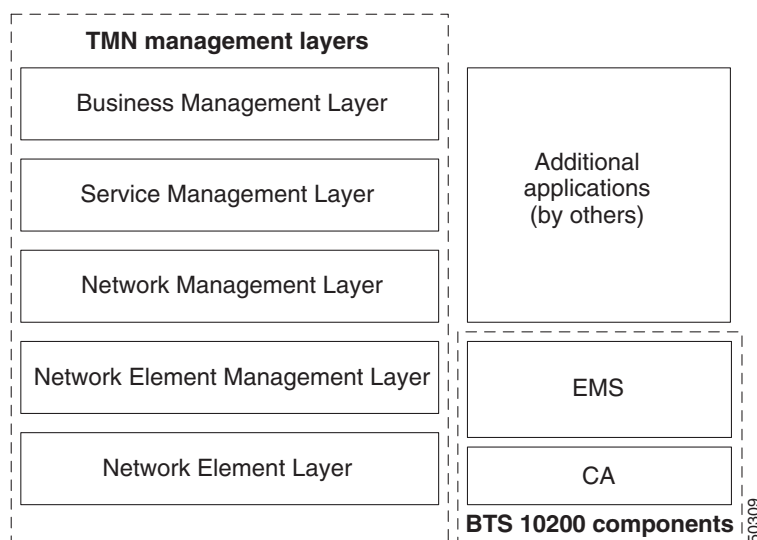 TMN management layers
Business Management Layer
Service Management Layer
Network Management Layer
Network Element Management Layer
Network Element Layer
Additional
applications
(by others)
EMS
CA
BTS 10200 components